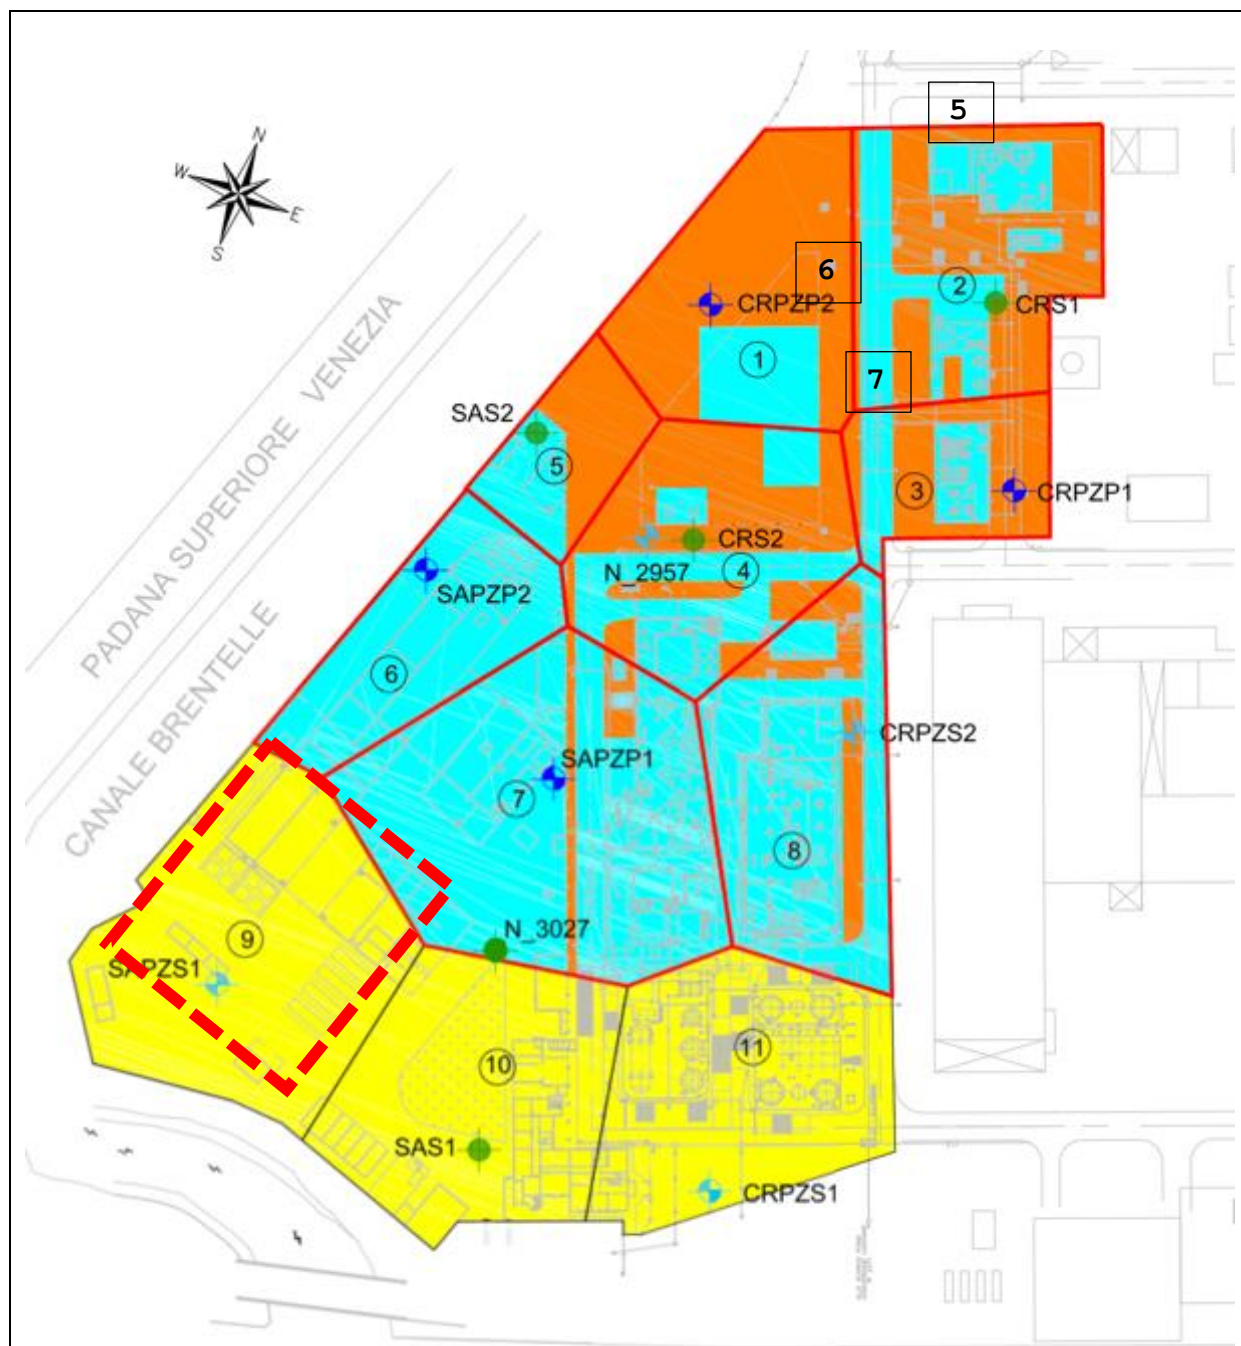 5
N
W
E
S
6
2
CRPZP2
CRS1
1
7
PADANA SUPERIORE VENEZIA
SAS2
5
3
CRPZP1
CRS2
N_2957
4
SAPZP2
CANALE BRENTELLE
6
CRPZS2
SAPZP1
7
8
N_3027
9
SAPZS1
11
10
SAS1
CRPZS1